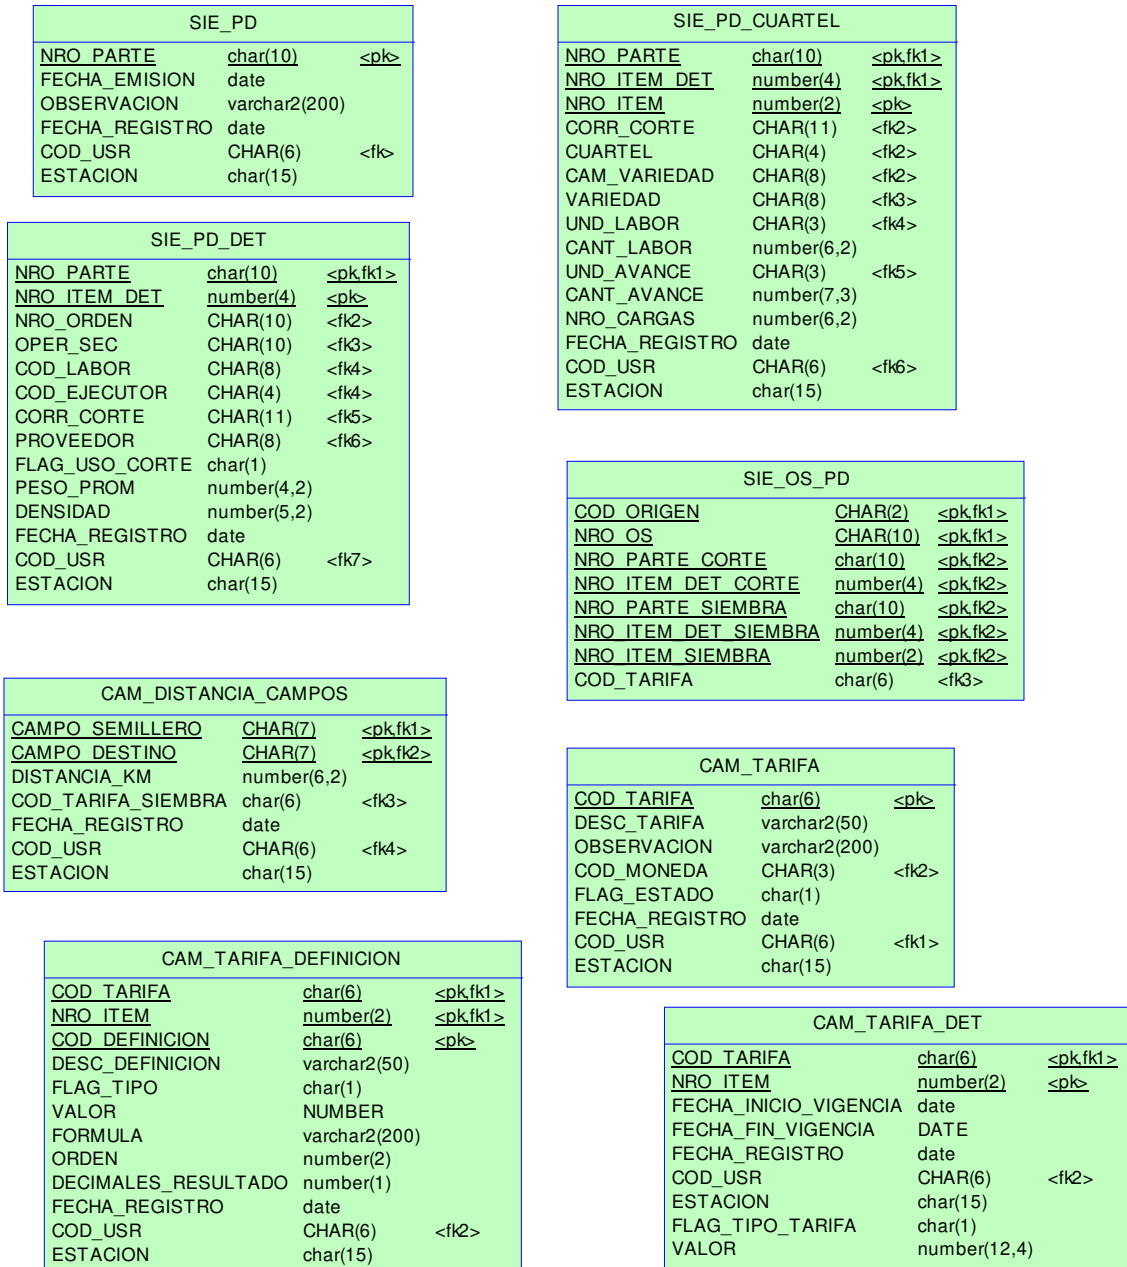 SIE_PD
NRO_PARTE char(10) <pk>
FECHA_EMISION date
OBSERVACION varchar2(200)
FECHA_REGISTRO date
COD_USR CHAR(6) <fk>
ESTACION char(15)
SIE_PD_CUARTEL
NRO_PARTE char(10) <pk,fk1>
NRO_ITEM_DET number(4) <pk,fk1>
NRO_ITEM number(2) <pk>
CORR_CORTE CHAR(11) <fk2>
CUARTEL CHAR(4) <fk2>
CAM_VARIEDAD CHAR(8) <fk2>
VARIEDAD CHAR(8) <fk3>
UND_LABOR CHAR(3) <fk4>
CANT_LABOR number(6,2)
UND_AVANCE CHAR(3) <fk5>
CANT_AVANCE number(7,3)
NRO_CARGAS number(6,2)
FECHA_REGISTRO date
COD_USR CHAR(6) <fk6>
ESTACION char(15)
SIE_PD_DET
NRO_PARTE char(10) <pk,fk1>
NRO_ITEM_DET number(4) <pk>
NRO_ORDEN CHAR(10) <fk2>
OPER_SEC CHAR(10) <fk3>
COD_LABOR CHAR(8) <fk4>
COD_EJECUTOR CHAR(4) <fk4>
CORR_CORTE CHAR(11) <fk5>
PROVEEDOR CHAR(8) <fk6>
FLAG_USO_CORTE char(1)
PESO_PROM number(4,2)
DENSIDAD number(5,2)
FECHA_REGISTRO date
COD_USR CHAR(6) <fk7>
ESTACION char(15)
SIE_OS_PD
COD_ORIGEN CHAR(2) <pk,fk1>
NRO_OS CHAR(10) <pk,fk1>
NRO_PARTE_CORTE char(10) <pk,fk2>
NRO_ITEM_DET_CORTE number(4) <pk,fk2>
NRO_PARTE_SIEMBRA char(10) <pk,fk2>
NRO_ITEM_DET_SIEMBRA number(4) <pk,fk2>
NRO_ITEM_SIEMBRA number(2) <pk,fk2>
COD_TARIFA char(6) <fk3>
CAM_DISTANCIA_CAMPOS
CAMPO_SEMILLERO CHAR(7) <pk,fk1>
CAMPO_DESTINO CHAR(7) <pk,fk2>
DISTANCIA_KM number(6,2)
COD_TARIFA_SIEMBRA char(6) <fk3>
FECHA_REGISTRO date
COD_USR CHAR(6) <fk4>
ESTACION char(15)
CAM_TARIFA
COD_TARIFA char(6) <pk>
DESC_TARIFA varchar2(50)
OBSERVACION varchar2(200)
COD_MONEDA CHAR(3) <fk2>
FLAG_ESTADO char(1)
FECHA_REGISTRO date
COD_USR CHAR(6) <fk1>
ESTACION char(15)
CAM_TARIFA_DEFINICION
COD_TARIFA char(6) <pk,fk1>
NRO_ITEM number(2) <pk,fk1>
COD_DEFINICION char(6) <pk>
DESC_DEFINICION varchar2(50)
FLAG_TIPO char(1)
VALOR NUMBER
FORMULA varchar2(200)
ORDEN number(2)
DECIMALES_RESULTADO number(1)
FECHA_REGISTRO date
COD_USR CHAR(6) <fk2>
ESTACION char(15)
CAM_TARIFA_DET
COD_TARIFA char(6) <pk,fk1>
NRO_ITEM number(2) <pk>
FECHA_INICIO_VIGENCIA date
FECHA_FIN_VIGENCIA DATE
FECHA_REGISTRO date
COD_USR CHAR(6) <fk2>
ESTACION char(15)
FLAG_TIPO_TARIFA char(1)
VALOR number(12,4)